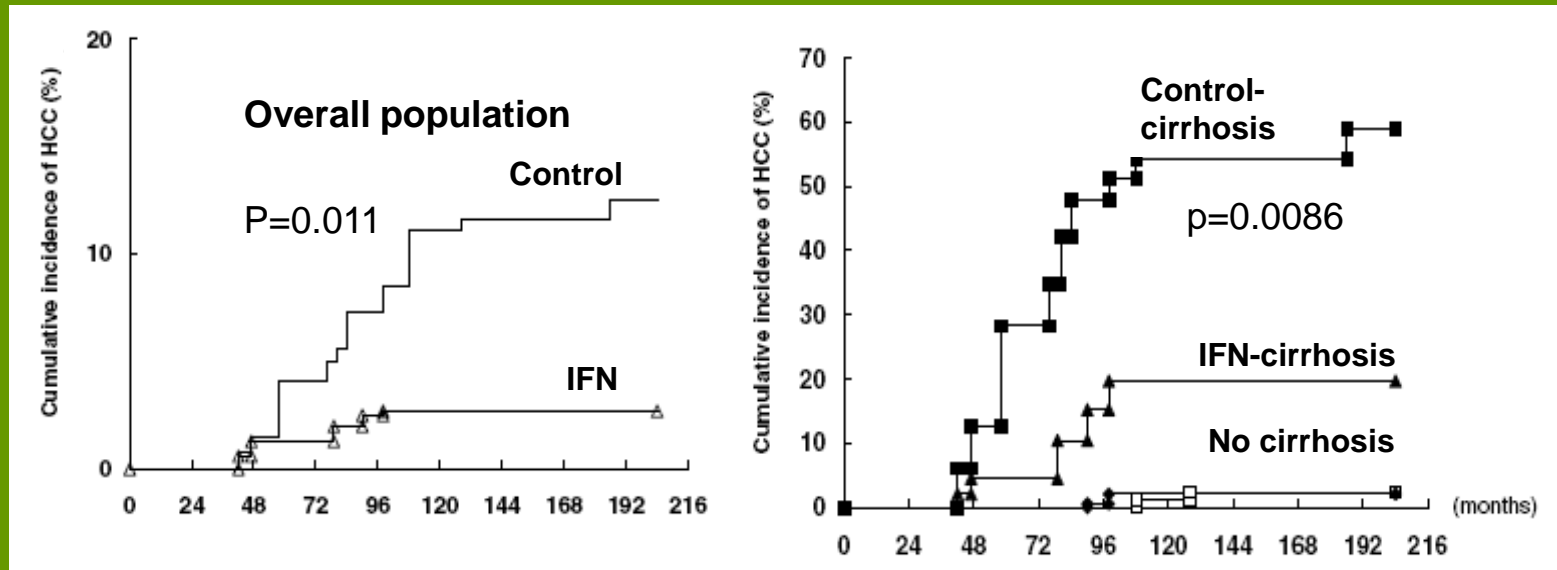 20
Cumulative incidence of HCC (%)
Overall population
Control
P=0.011
10
IFN
0
0 24 48 72 96 120 144 168 192 216
70
Cumulative incidence of HCC (%)
Control-
cirrhosis
60
50
p=0.0086
40
30
IFN-cirrhosis
20
No cirrhosis
10
0
(months)
0 24 48 72 96 120 144 168 192 216